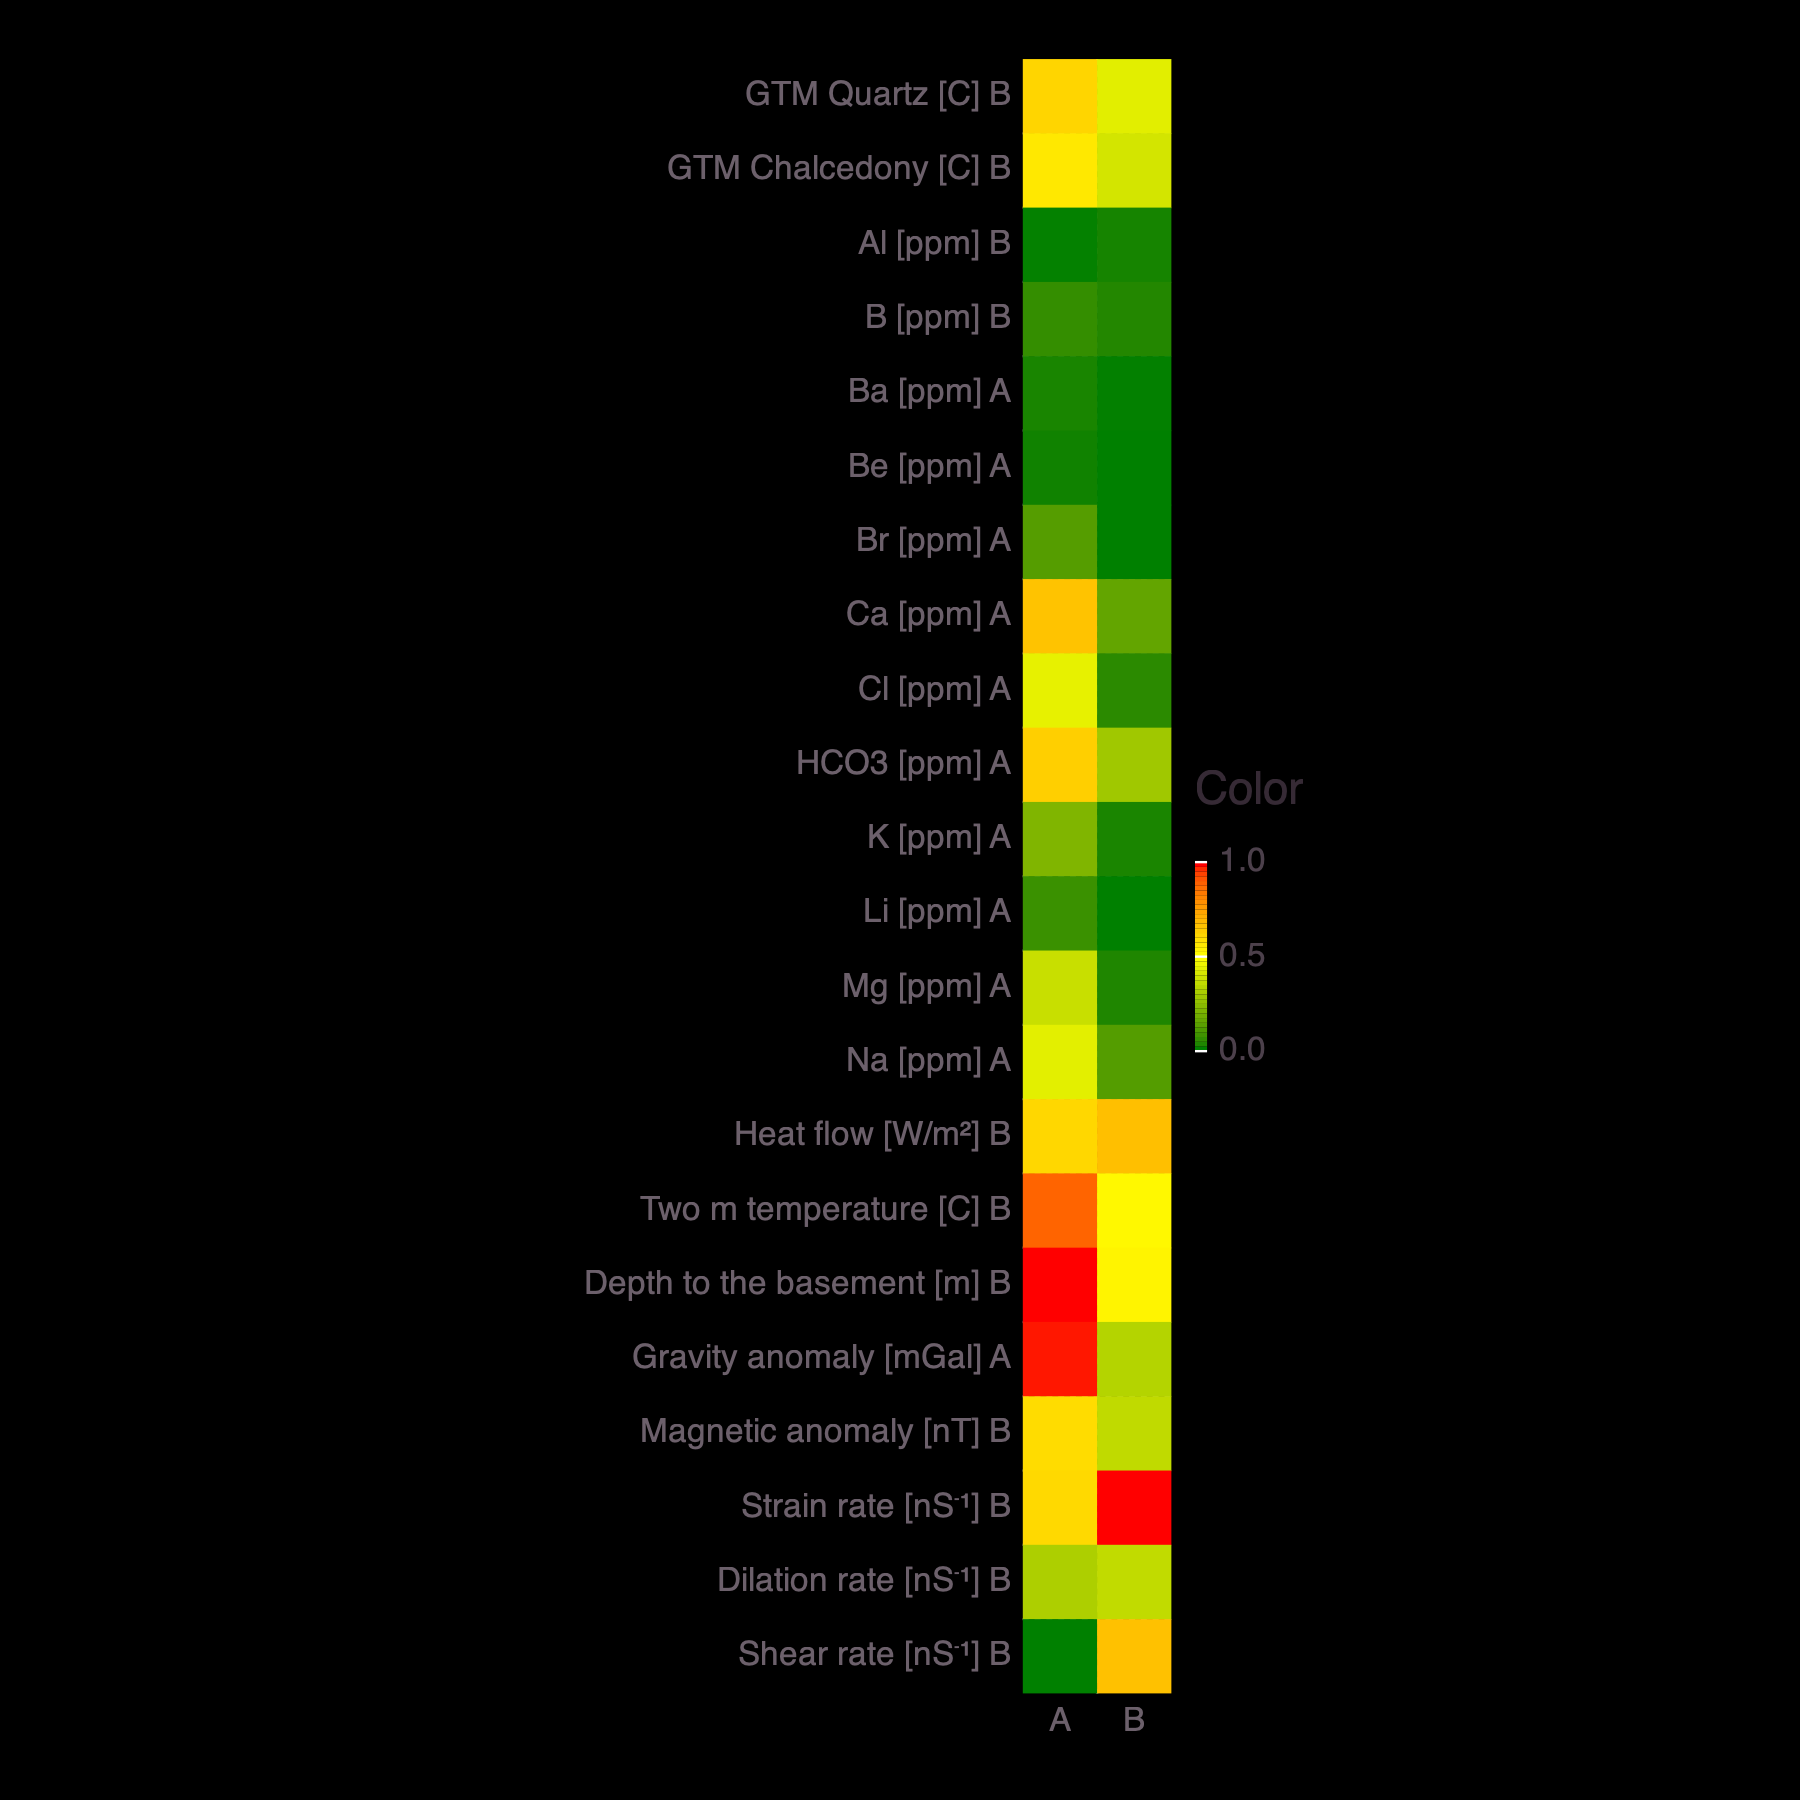 GTM Quartz [C] B
GTM Chalcedony [C] B
Al [ppm] B
B [ppm] B
Ba [ppm] A
Be [ppm] A
Br [ppm] A
Ca [ppm] A
Cl [ppm] A
HCO3 [ppm] A
K [ppm] A
Li [ppm] A
Mg [ppm] A
Na [ppm] A
Heat flow [W/m²] B
Two m temperature [C] B
Depth to the basement [m] B
Gravity anomaly [mGal] A
Magnetic anomaly [nT] B
Strain rate [nS⁻¹] B
Dilation rate [nS⁻¹] B
Shear rate [nS⁻¹] B
A B
Color
1.0
0.5
0.0